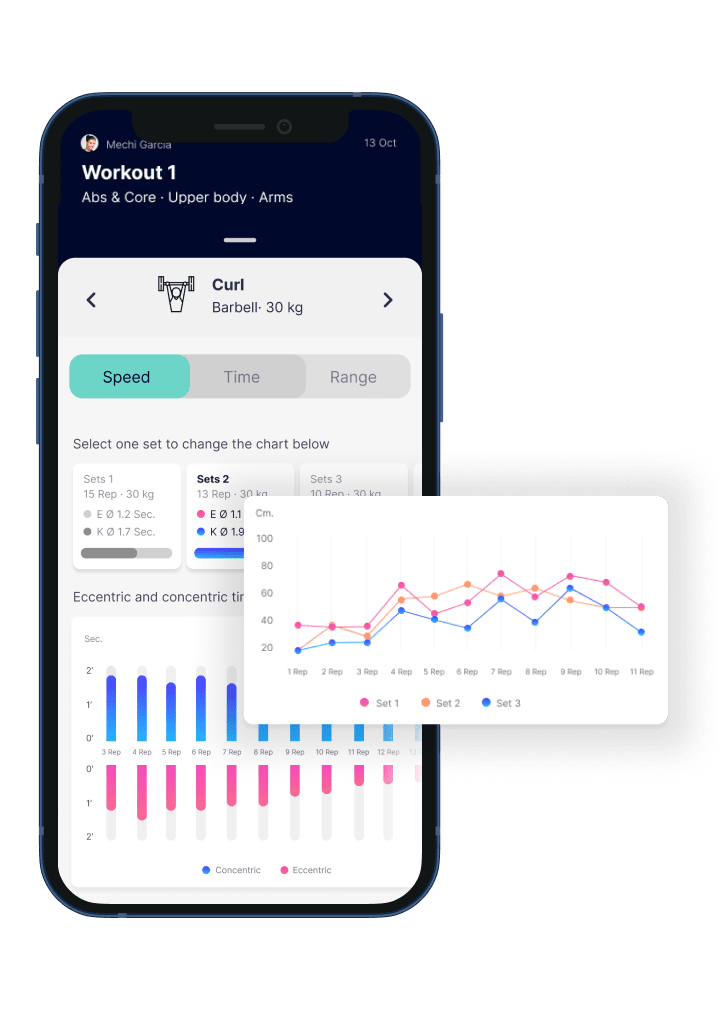 Mechi Garcia
13 Oct
Workout 1
Abs & Core · Upper body · Arms
Curl
Barbell· 30 kg
Speed
Time
Range
Select one set to change the chart below
Sets 1
15 Rep · 30 kg
E Ø 1.2 Sec.
K Ø 1.7 Sec.
Sets 2
13 Rep · 30 kg
E Ø 1.1
K Ø 1.9
Sets 3
10 Rep · 30 kg
Cm.
100
80
60
40
20
1 Rep 2 Rep 3 Rep 4 Rep 5 Rep 6 Rep 7 Rep 8 Rep 9 Rep 10 Rep 11 Rep
Set 1 Set 2 Set 3
Eccentric and concentric
Sec.
2'
1'
0'
3 Rep 4 Rep 5 Rep 6 Rep 7 Rep 8 Rep 9 Rep 10 Rep 11 Rep 12 Rep
0'
1'
2'
Concentric Eccentric